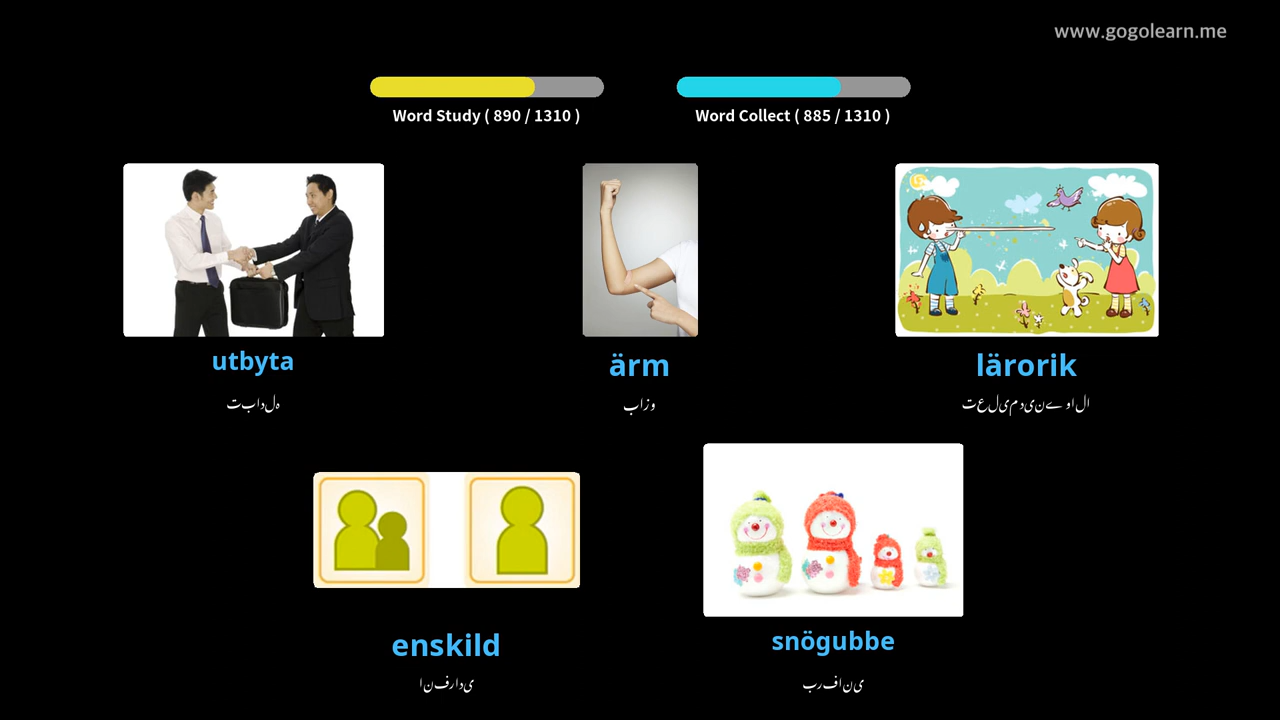 www.gogolearn.me
Word Study ( 890 / 1310 )
Word Collect ( 885 / 1310 )
utbyta
ärm
lärorik
تبادلہ
بازو
تعلیم دینے والا
enskild
snögubbe
انفرادی
برفانی